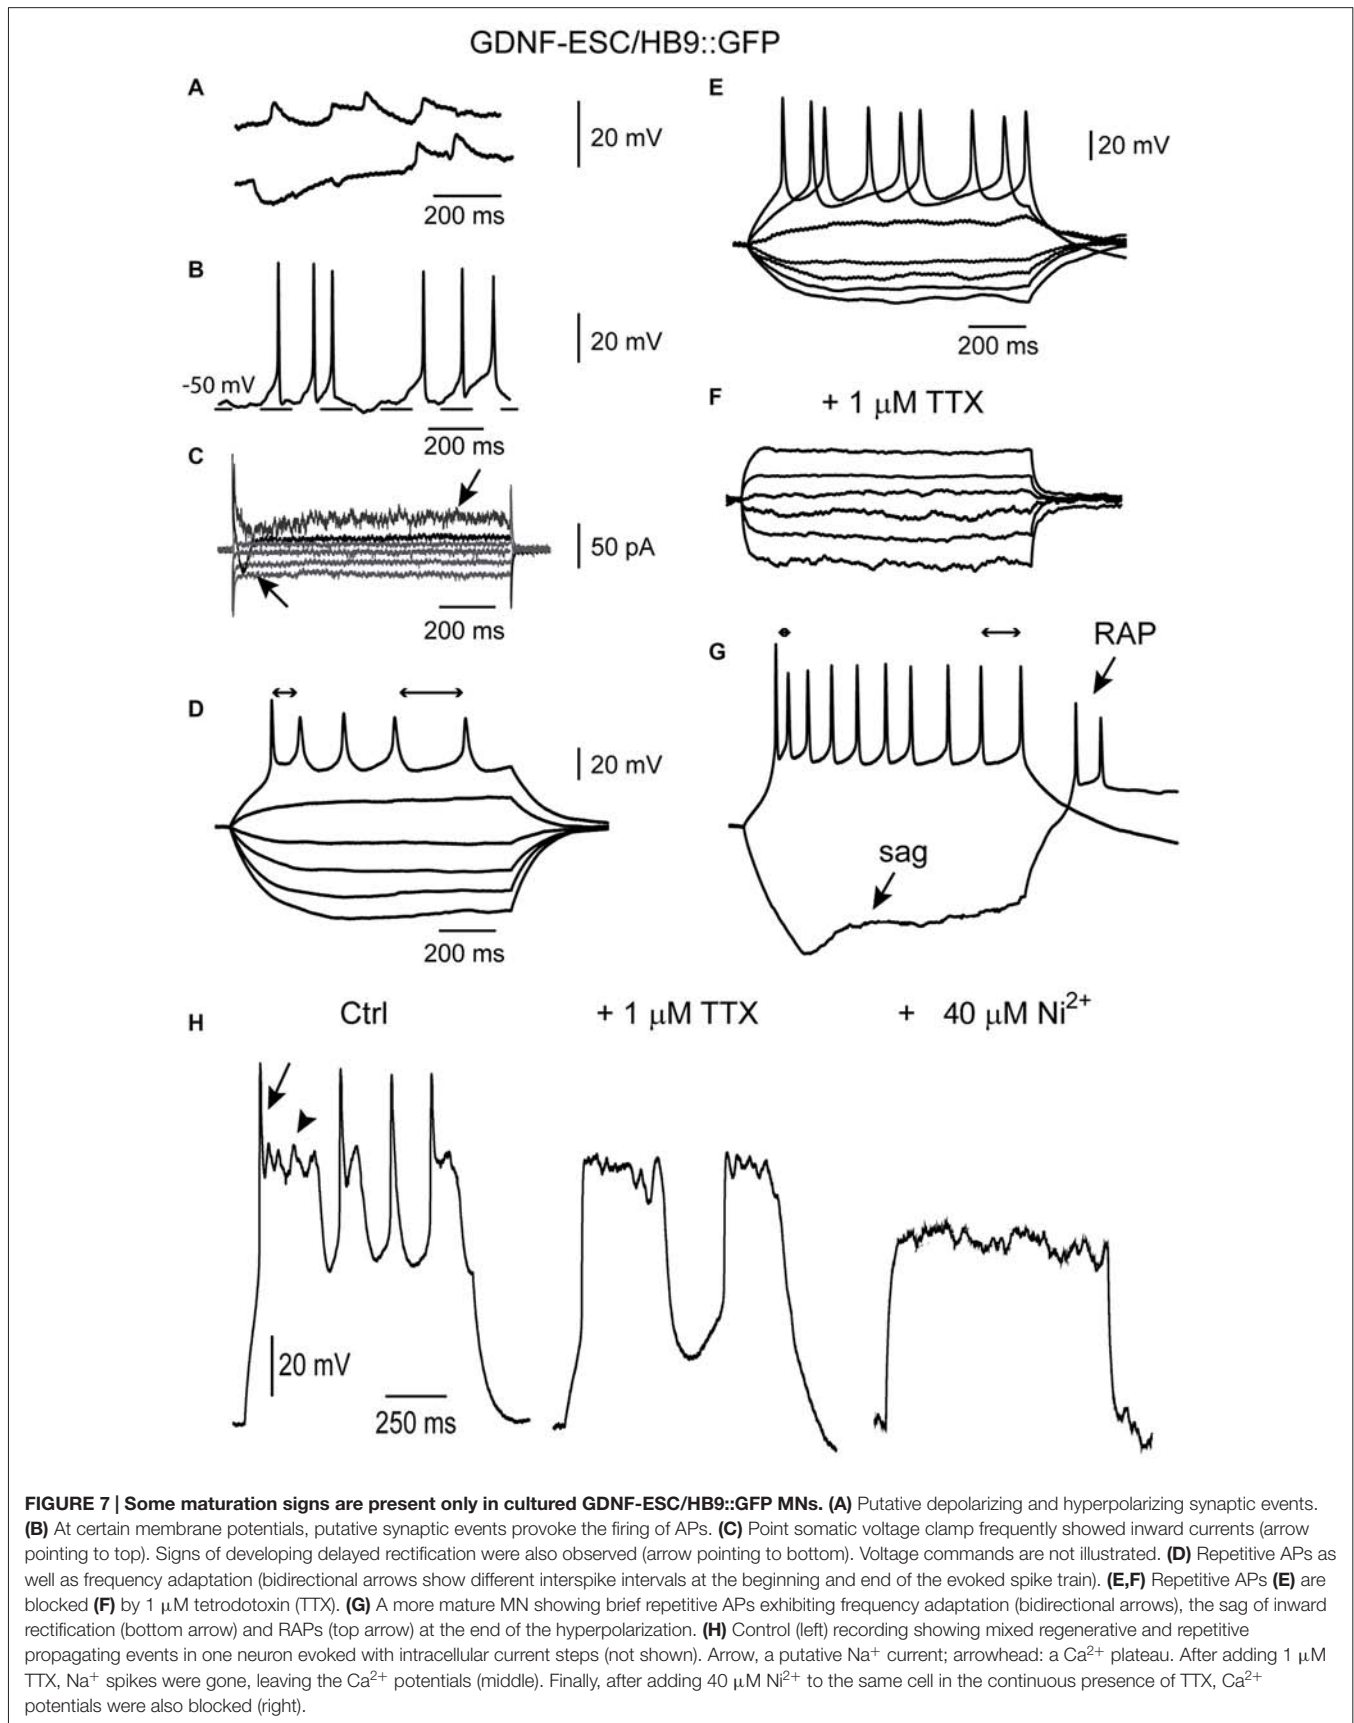 GDNF-ESC/HB9::GFP
A
20 mV
200 ms
B
-50 mV
20 mV
200 ms
C
50 pA
200 ms
D
20 mV
200 ms
E
20 mV
200 ms
F
+ 1 μM TTX
G
RAP
sag
H
Ctrl
+ 1 μM TTX
+ 40 μM Ni²⁺
20 mV
250 ms
FIGURE 7 | Some maturation signs are present only in cultured GDNF-ESC/HB9::GFP MNs. (A) Putative depolarizing and hyperpolarizing synaptic events.
(B) At certain membrane potentials, putative synaptic events provoke the firing of APs. (C) Point somatic voltage clamp frequently showed inward currents (arrow
pointing to top). Signs of developing delayed rectification were also observed (arrow pointing to bottom). Voltage commands are not illustrated. (D) Repetitive APs as
well as frequency adaptation (bidirectional arrows show different interspike intervals at the beginning and end of the evoked spike train). (E,F) Repetitive APs (E) are
blocked (F) by 1 μM tetrodotoxin (TTX). (G) A more mature MN showing brief repetitive APs exhibiting frequency adaptation (bidirectional arrows), the sag of inward
rectification (bottom arrow) and RAPs (top arrow) at the end of the hyperpolarization. (H) Control (left) recording showing mixed regenerative and repetitive
propagating events in one neuron evoked with intracellular current steps (not shown). Arrow, a putative Na⁺ current; arrowhead: a Ca²⁺ plateau. After adding 1 μM
TTX, Na⁺ spikes were gone, leaving the Ca²⁺ potentials (middle). Finally, after adding 40 μM Ni²⁺ to the same cell in the continuous presence of TTX, Ca²⁺
potentials were also blocked (right).